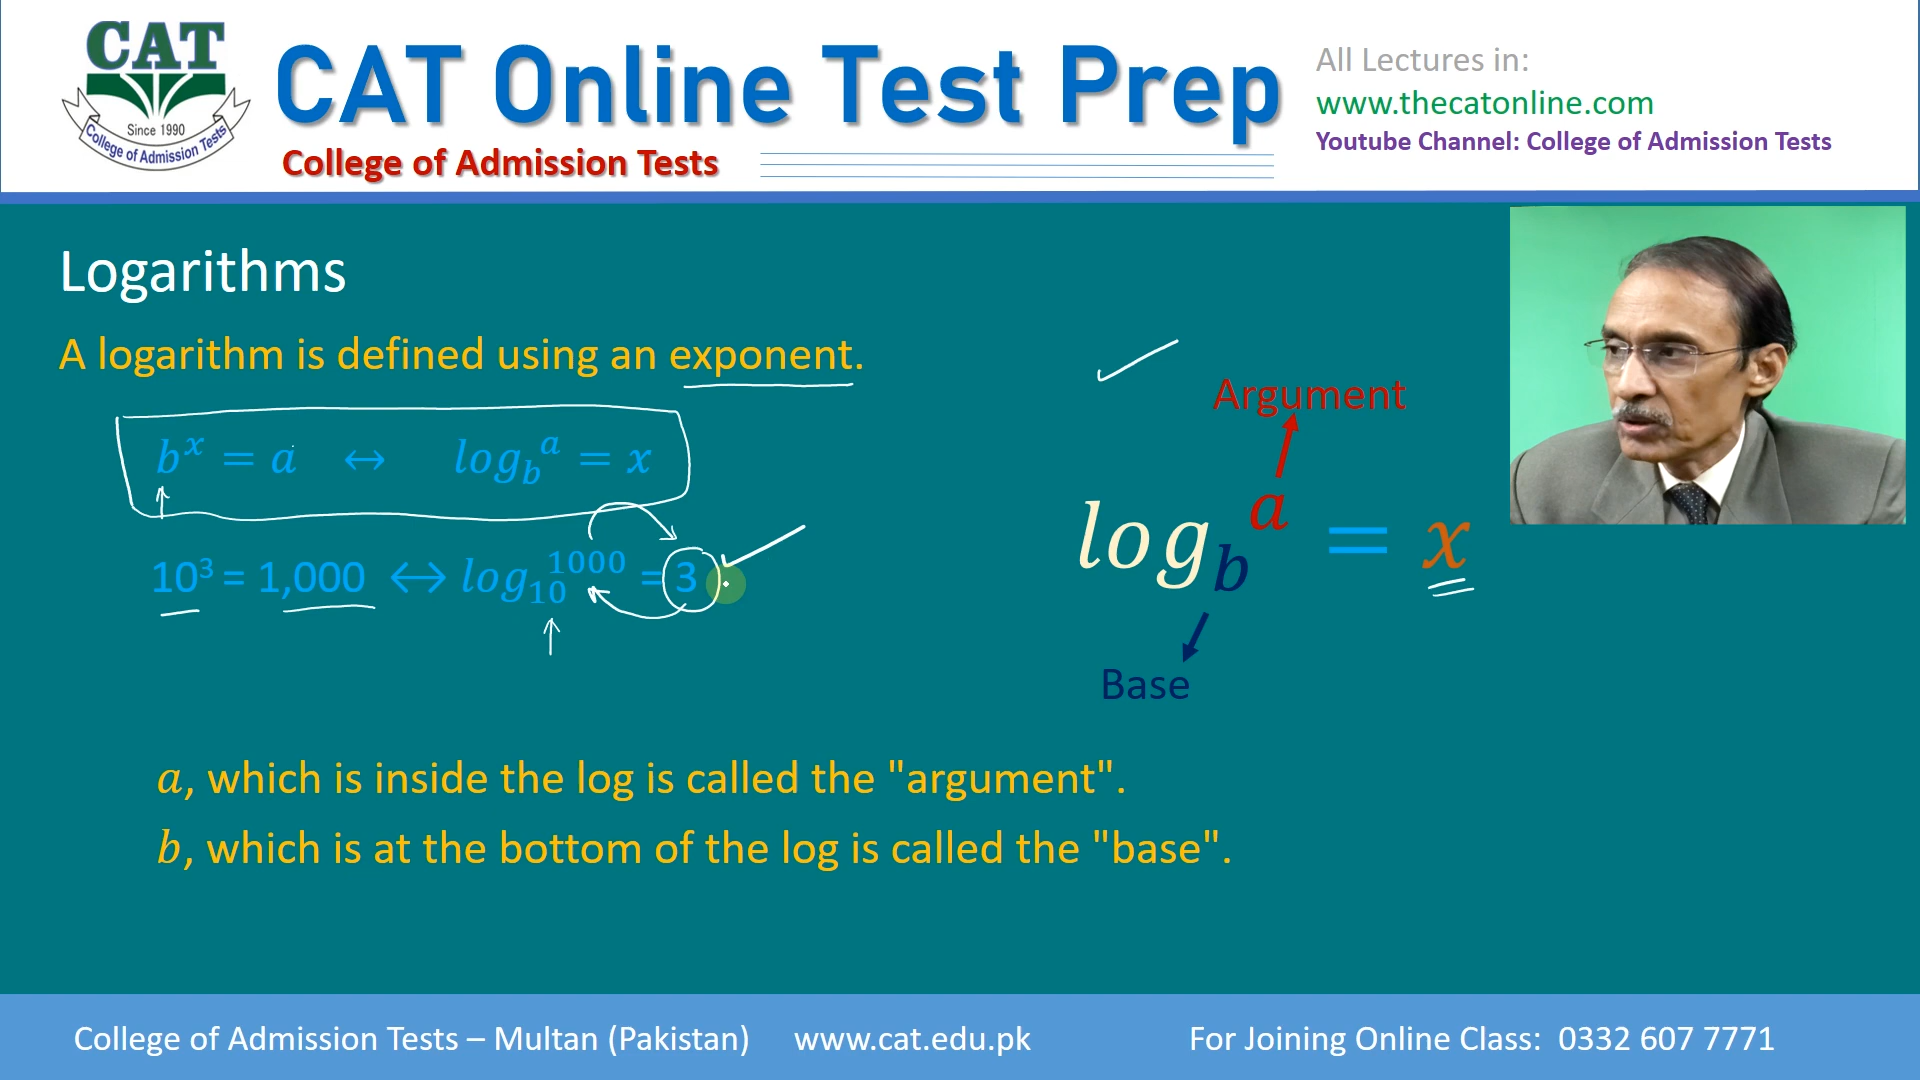 CAT
Since 1990
College of Admission Tests
CAT Online Test Prep
College of Admission Tests
All Lectures in:
www.thecatonline.com
Youtube Channel: College of Admission Tests
Logarithms
A logarithm is defined using an exponent.
b^x = a ↔ log_b^a = x
10³ = 1,000 ↔ log_10^1000 = 3
Argument
log_b^a = x
Base
a, which is inside the log is called the "argument".
b, which is at the bottom of the log is called the "base".
College of Admission Tests – Multan (Pakistan) www.cat.edu.pk For Joining Online Class: 0332 607 7771